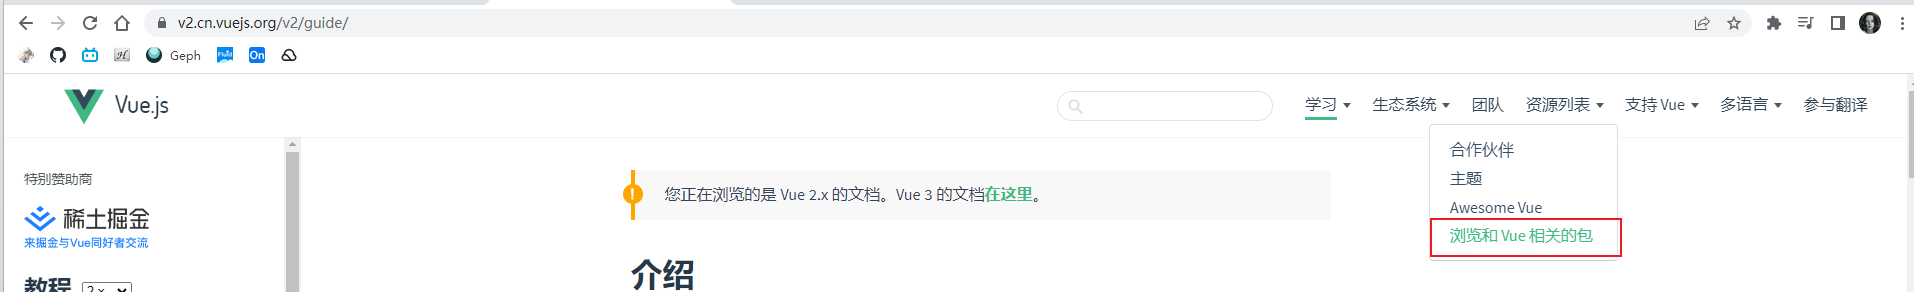 v2.cn.vuejs.org/v2/guide/
Geph
Fluid
On
Vue.js
学习 生态系统 团队 资源列表 支持 Vue 多语言 参与翻译
合作伙伴
主题
Awesome Vue
浏览和 Vue 相关的包
特别赞助商
稀土掘金
来掘金与Vue同好者交流
教程 2.x
您正在浏览的是 Vue 2.x 的文档。Vue 3 的文档在这里。
介绍